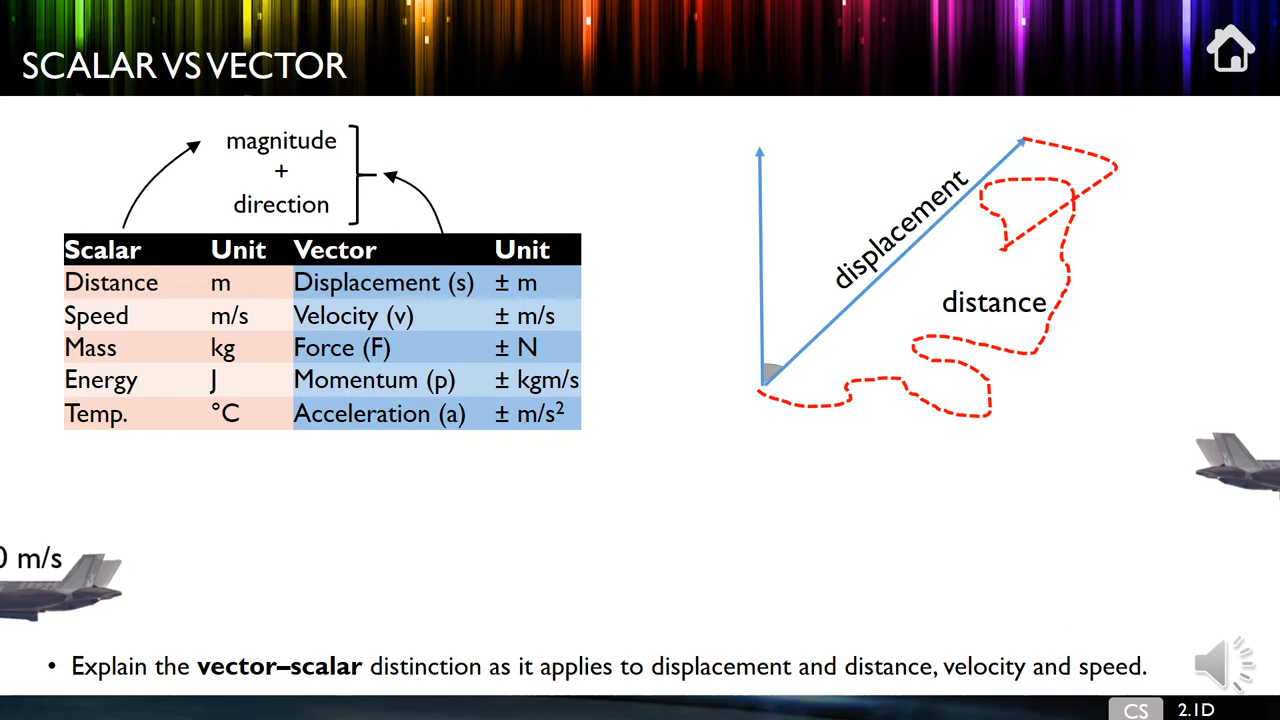 SCALAR VS VECTOR
magnitude
+
direction
Scalar Unit Vector Unit
Distance m Displacement (s) ± m
Speed m/s Velocity (v) ± m/s
Mass kg Force (F) ± N
Energy J Momentum (p) ± kgm/s
Temp. °C Acceleration (a) ± m/s²
displacement
distance
0 m/s
• Explain the vector–scalar distinction as it applies to displacement and distance, velocity and speed.
CS 2.1D